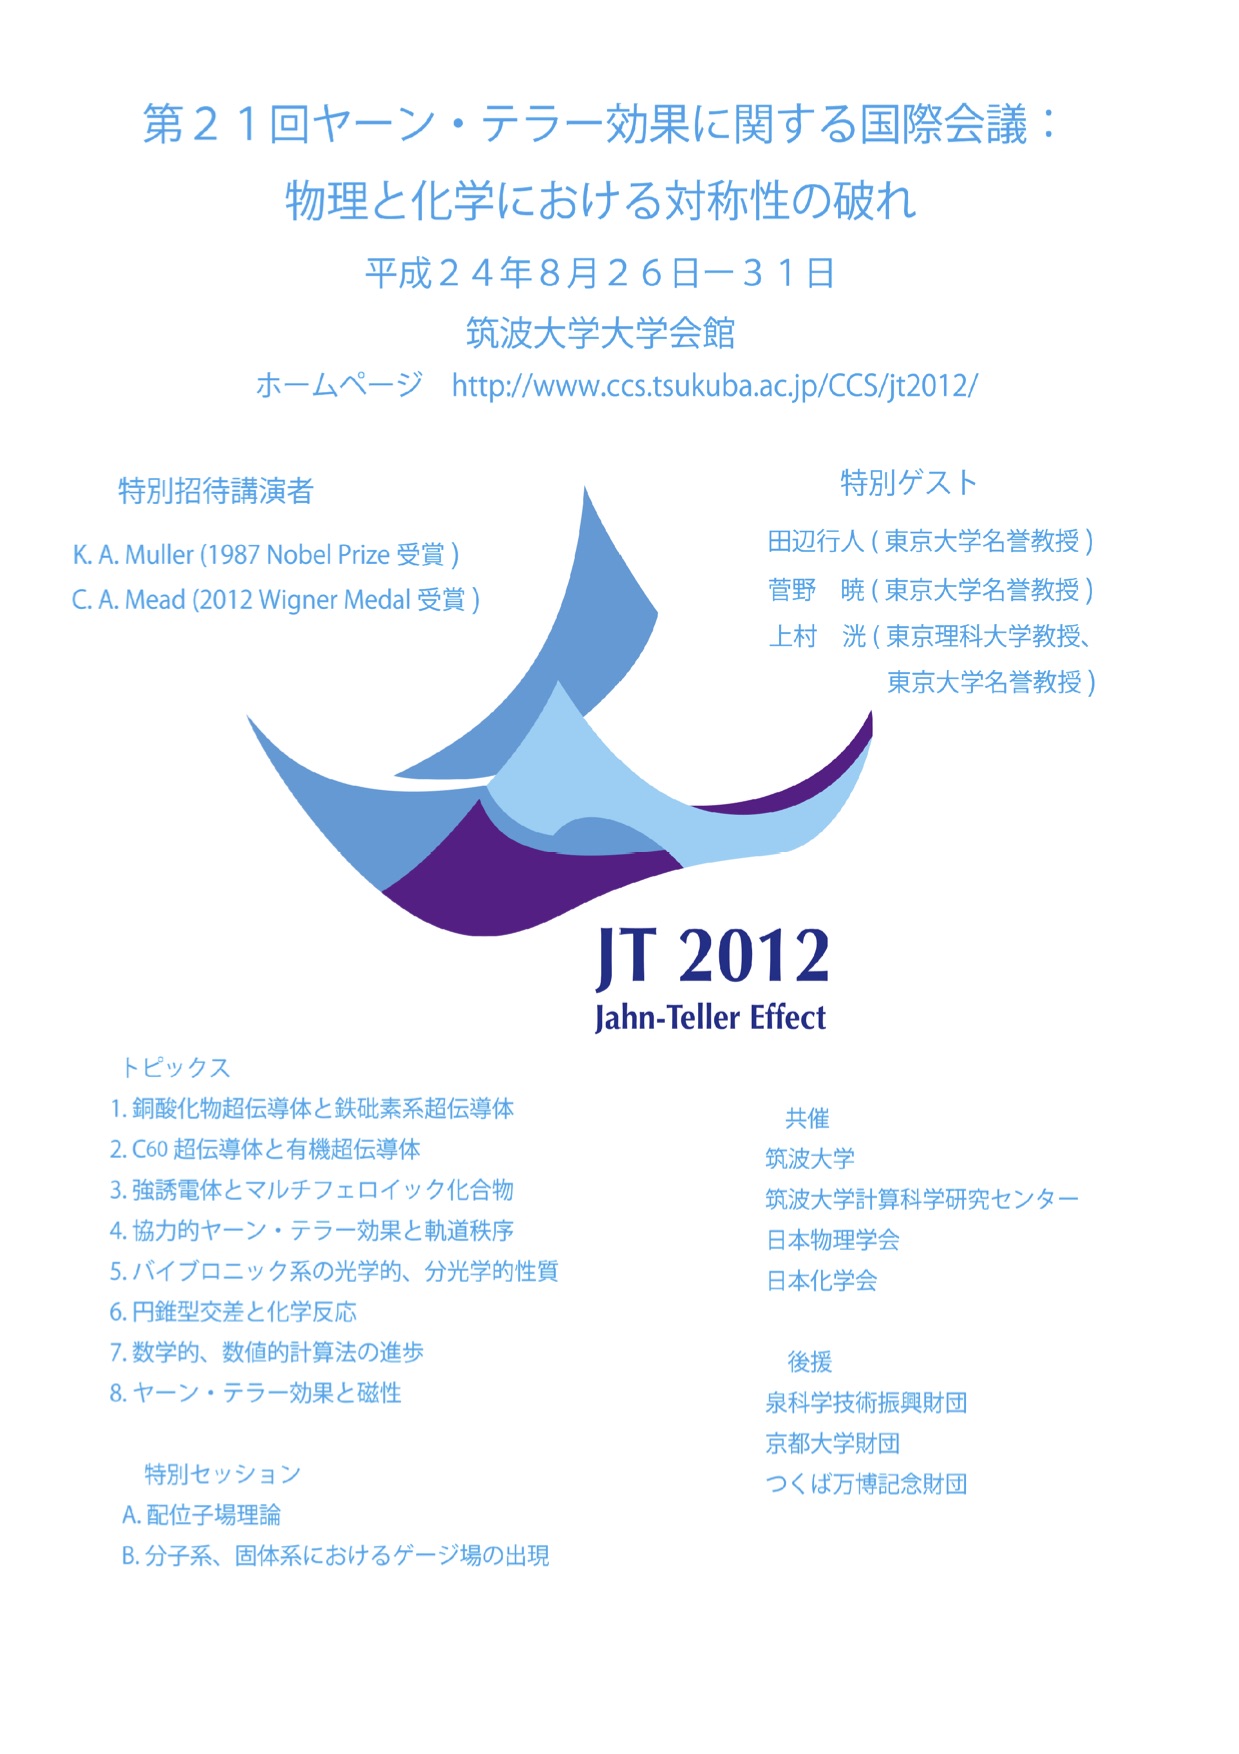 第２１回ヤーン・テラー効果に関する国際会議：
物理と化学における対称性の破れ
平成２４年８月２６日ー３１日
筑波大学大学会館
ホームページ　http://www.ccs.tsukuba.ac.jp/CCS/jt2012/
特別招待講演者
K. A. Muller (1987 Nobel Prize 受賞 )
C. A. Mead (2012 Wigner Medal 受賞 )
特別ゲスト
田辺行人 ( 東京大学名誉教授 )
菅野　暁 ( 東京大学名誉教授 )
上村　洸 ( 東京理科大学教授、
東京大学名誉教授 )
JT 2012
Jahn-Teller Effect
トピックス
1. 銅酸化物超伝導体と鉄砒素系超伝導体
2. C60 超伝導体と有機超伝導体
3. 強誘電体とマルチフェロイック化合物
4. 協力的ヤーン・テラー効果と軌道秩序
5. バイブロニック系の光学的、分光学的性質
6. 円錐型交差と化学反応
7. 数学的、数値的計算法の進歩
8. ヤーン・テラー効果と磁性
特別セッション
A. 配位子場理論
B. 分子系、固体系におけるゲージ場の出現
共催
筑波大学
筑波大学計算科学研究センター
日本物理学会
日本化学会
後援
泉科学技術振興財団
京都大学財団
つくば万博記念財団